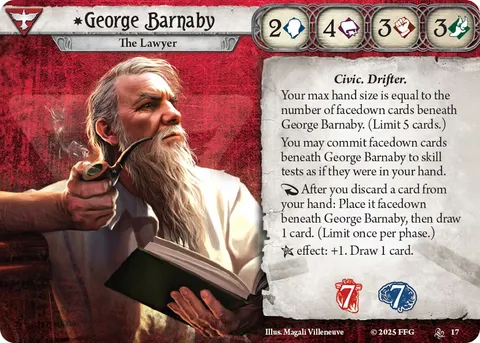 George Barnaby
The Lawyer
2 4 3 3
Civic. Drifter.
Your max hand size is equal to the
number of facedown cards beneath
George Barnaby. (Limit 5 cards.)
You may commit facedown cards
beneath George Barnaby to skill
tests as if they were in your hand.
After you discard a card from
your hand: Place it facedown
beneath George Barnaby, then draw
1 card. (Limit once per phase.)
effect: +1. Draw 1 card.
7 7
Illus. Magali Villeneuve © 2025 FFG 17